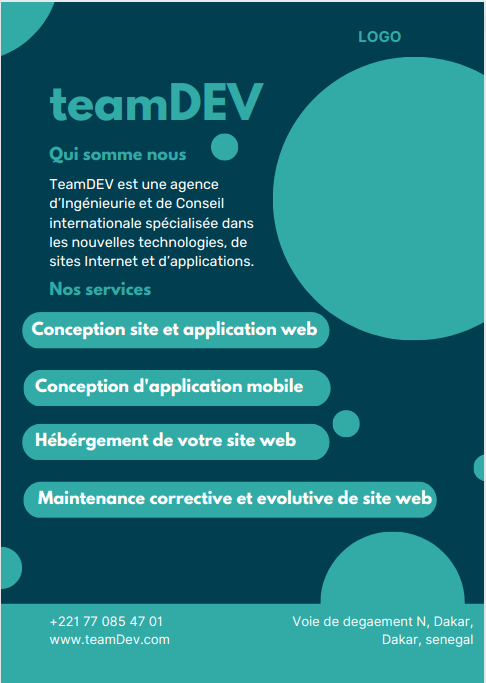 LOGO
teamDEV
Qui somme nous
TeamDEV est une agence
d'Ingénieurie et de Conseil
internationale spécialisée dans
les nouvelles technologies, de
sites Internet et d'applications.
Nos services
Conception site et application web
Conception d'application mobile
Hébérgement de votre site web
Maintenance corrective et evolutive de site web
+221 77 085 47 01
www.teamDev.com
Voie de degaement N, Dakar,
Dakar, senegal